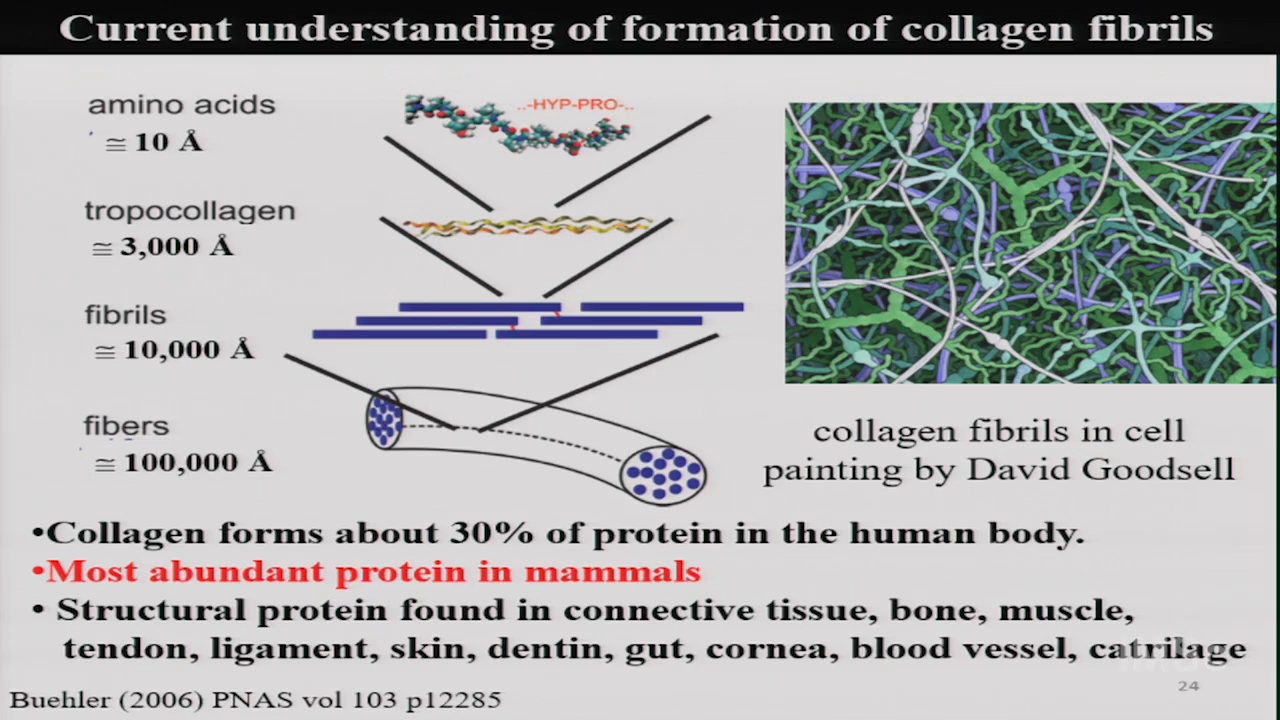 Current understanding of formation of collagen fibrils
amino acids
≅ 10 Å
..-HYP-PRO-..
tropocollagen
≅ 3,000 Å
fibrils
≅ 10,000 Å
fibers
≅ 100,000 Å
collagen fibrils in cell
painting by David Goodsell
•Collagen forms about 30% of protein in the human body.
•Most abundant protein in mammals
• Structural protein found in connective tissue, bone, muscle,
tendon, ligament, skin, dentin, gut, cornea, blood vessel, catrilage
24
Buehler (2006) PNAS vol 103 p12285